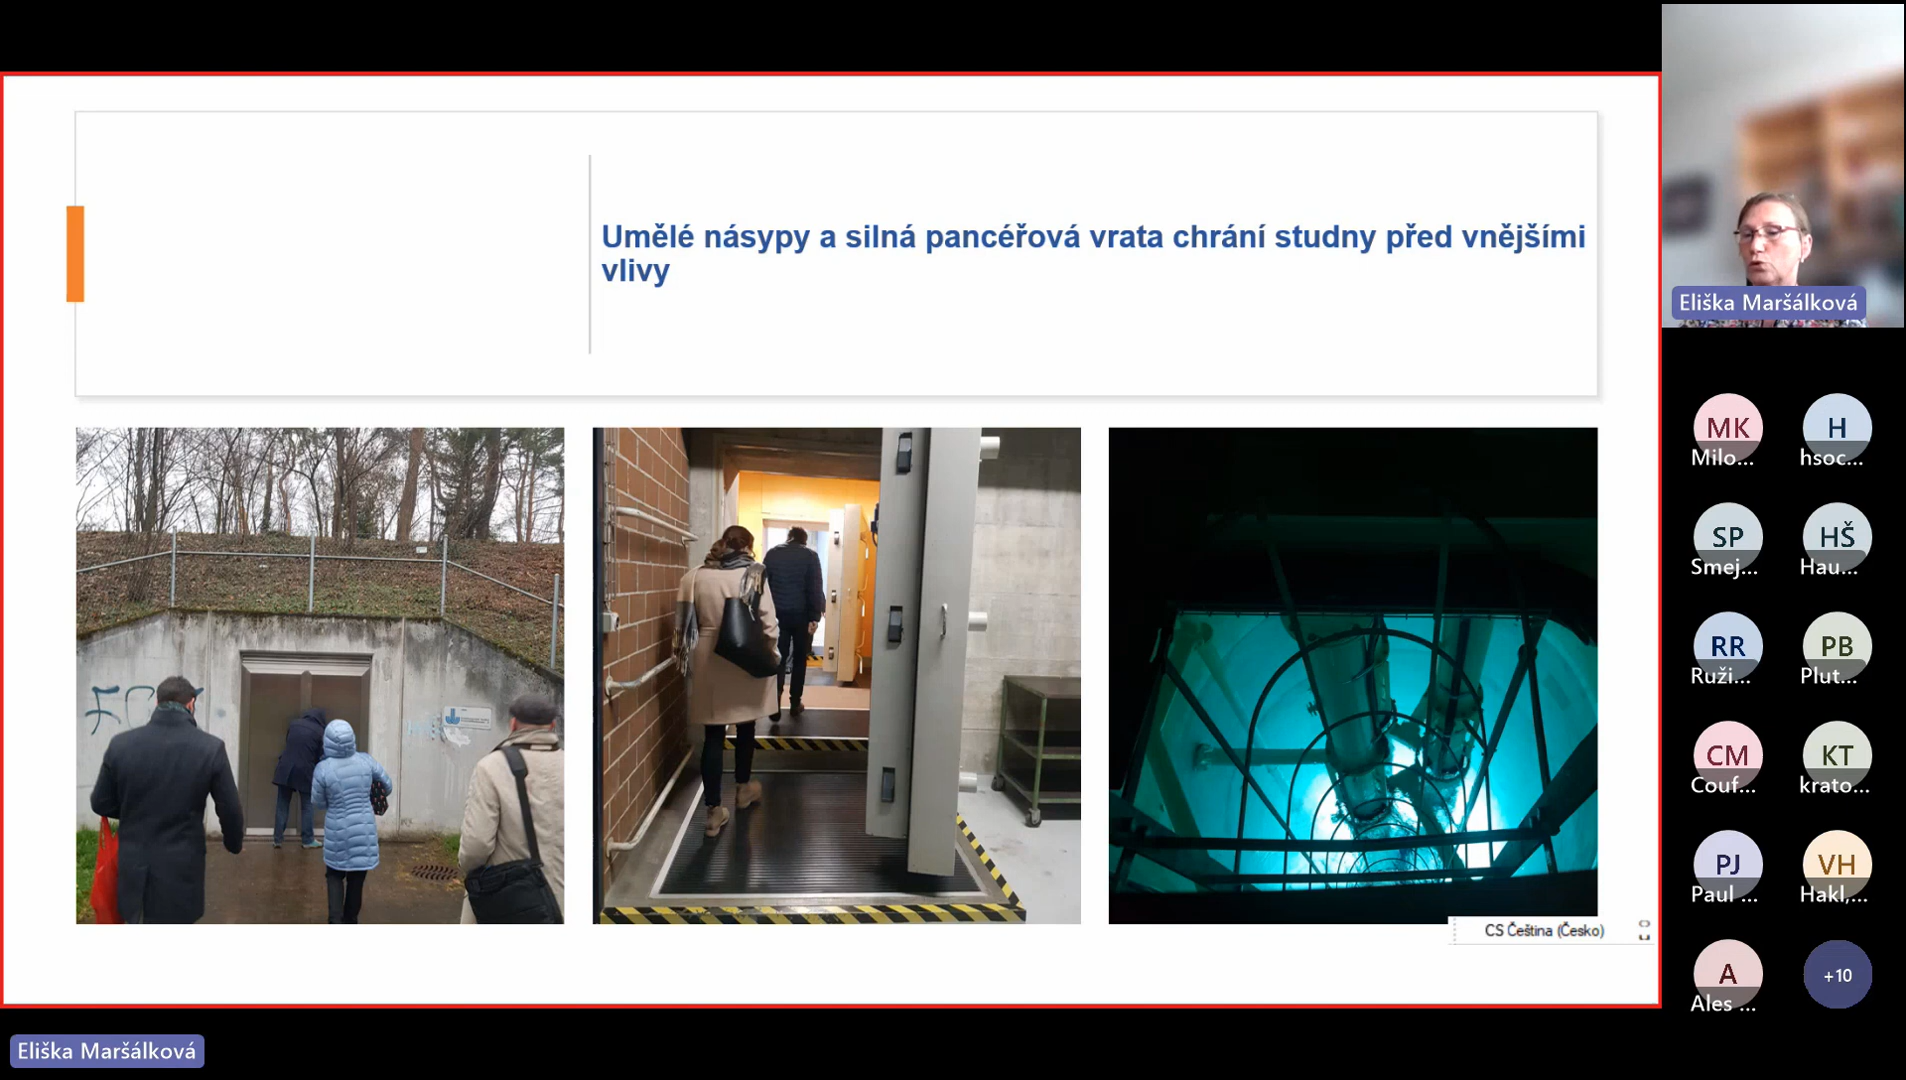 Umělé násypy a silná pancéřová vrata chrání studny před vnějšími
vlivy
CS Čeština (Česko)
Eliška Maršálková
MK
Milo...
H
hsoc...
SP
Smej...
HŠ
Hau...
RR
Ruži...
PB
Plut...
CM
Couf...
KT
krato...
PJ
Paul ...
VH
Hakl,...
A
Ales ...
+10
Eliška Maršálková